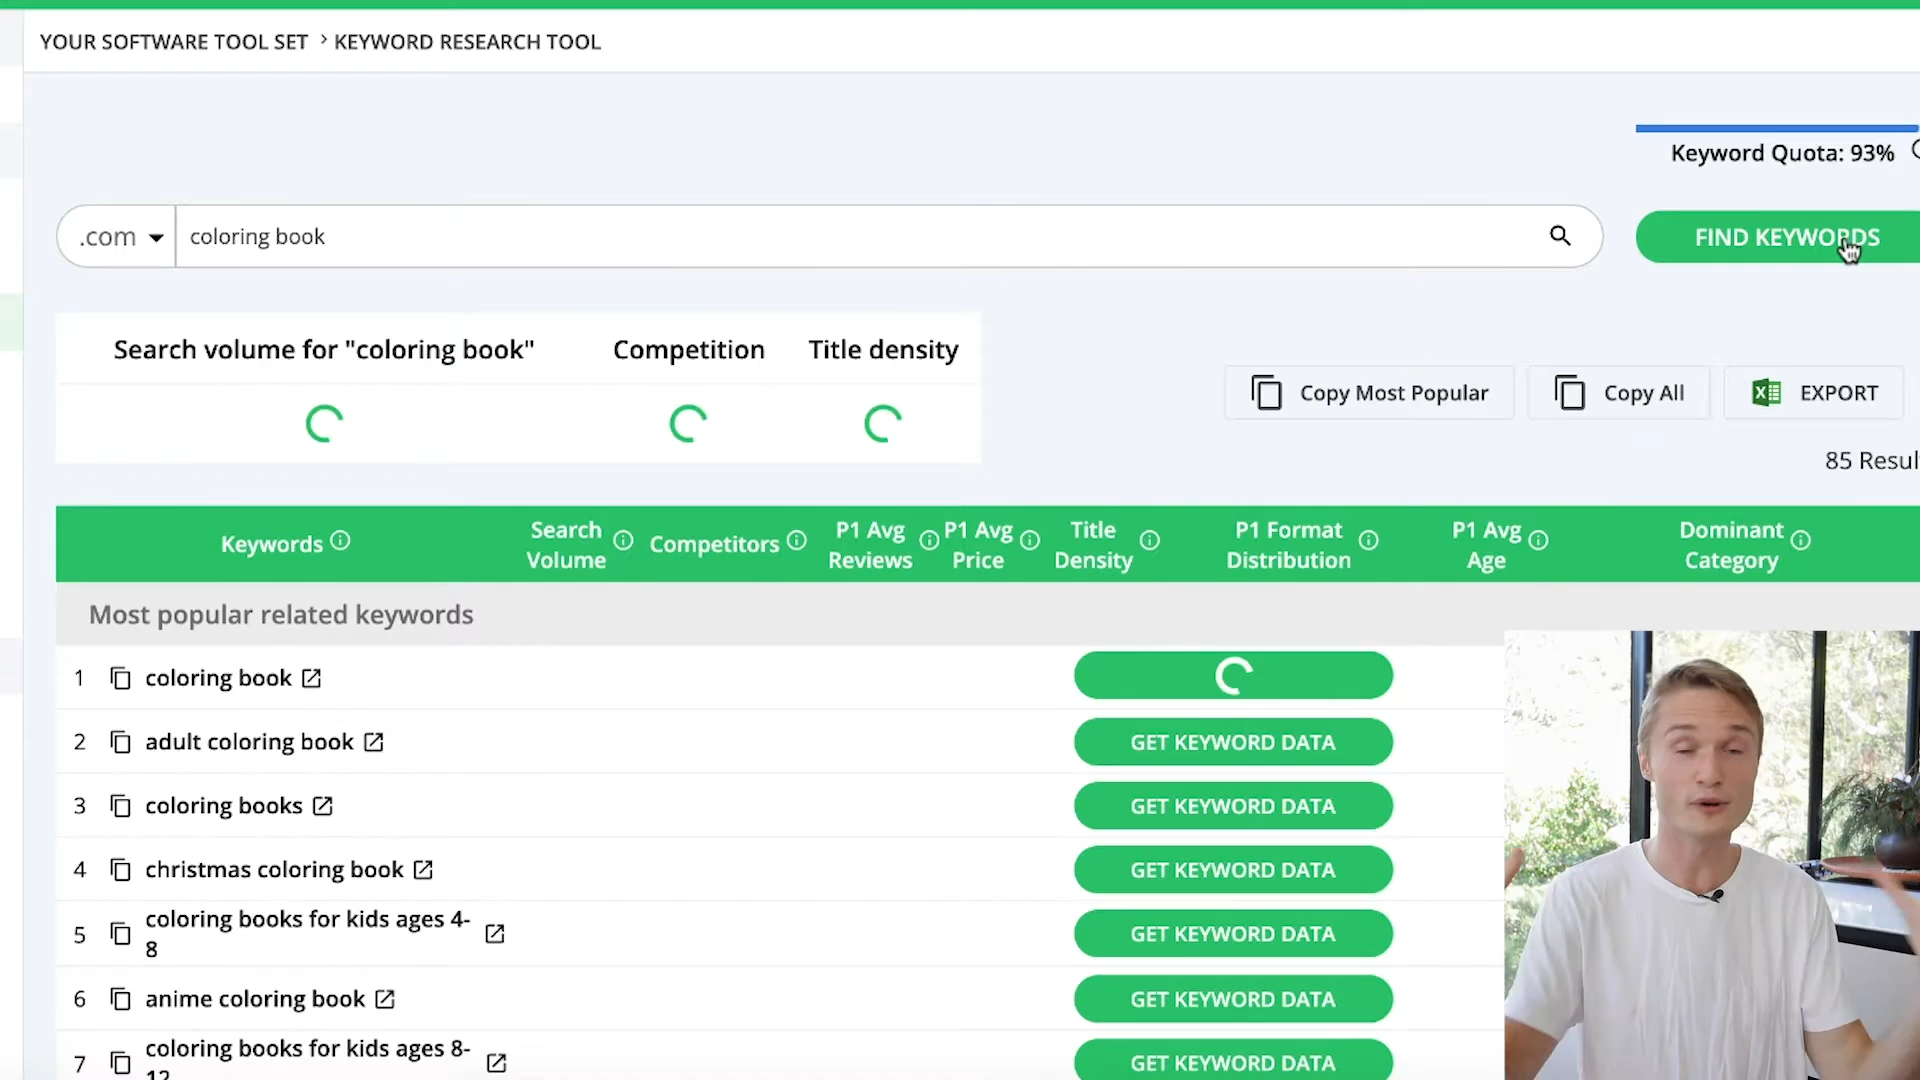 YOUR SOFTWARE TOOL SET > KEYWORD RESEARCH TOOL
Keyword Quota: 93%
.com
coloring book
FIND KEYWORDS
Search volume for "coloring book"
Competition
Title density
Copy Most Popular
Copy All
EXPORT
85 Resul
Keywords
Search Volume
Competitors
P1 Avg Reviews
P1 Avg Price
Title Density
P1 Format Distribution
P1 Avg Age
Dominant Category
Most popular related keywords
1 coloring book
2 adult coloring book GET KEYWORD DATA
3 coloring books GET KEYWORD DATA
4 christmas coloring book GET KEYWORD DATA
5 coloring books for kids ages 4-
8
GET KEYWORD DATA
6 anime coloring book GET KEYWORD DATA
7 coloring books for kids ages 8-
12
GET KEYWORD DATA